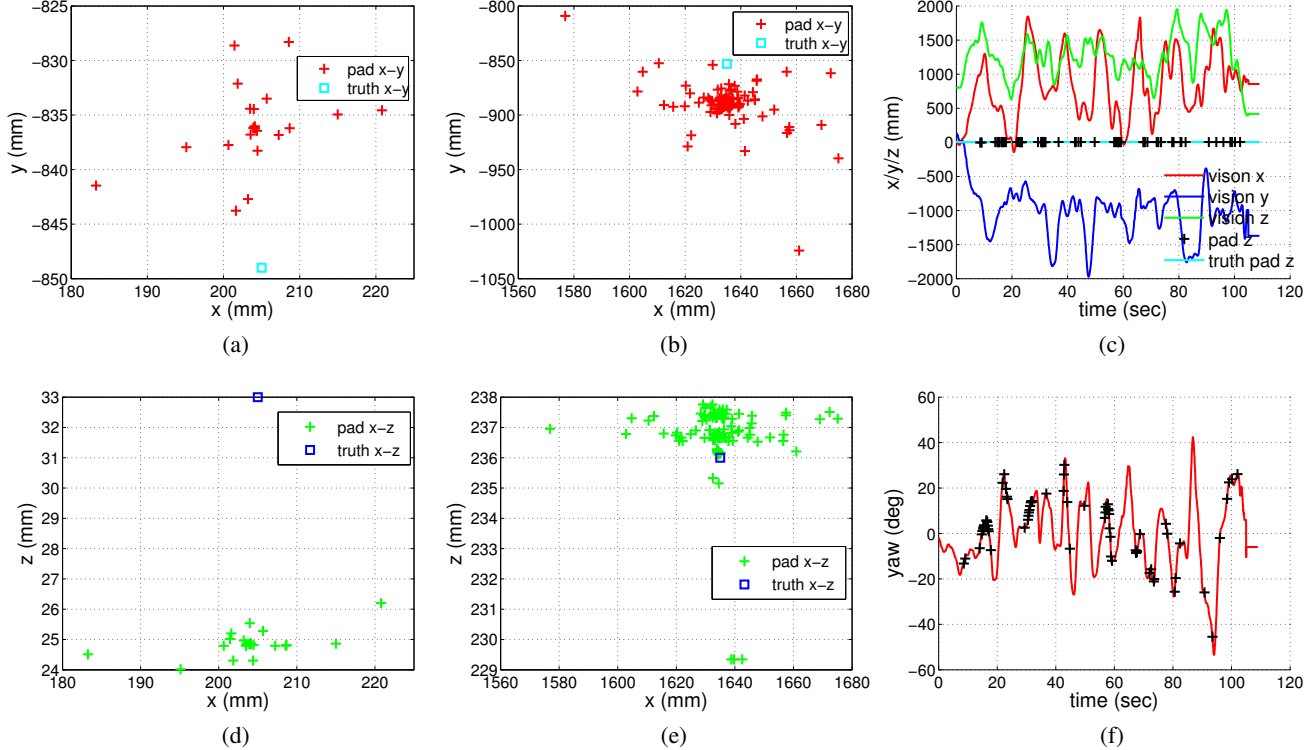 −820
−825
−830
−835
−840
−845
−850
y (mm)
180 190 200 210 220
x (mm)
pad x-y
truth x-y
(a)
−800
−850
−900
−950
−1000
−1050
y (mm)
1560 1580 1600 1620 1640 1660 1680
x (mm)
pad x-y
truth x-y
(b)
2000
1500
1000
500
0
−500
−1000
−1500
−2000
x/y/z (mm)
0 20 40 60 80 100 120
time (sec)
vison x
vision y
vision z
pad z
truth pad z
(c)
33
32
31
30
29
28
27
26
25
24
z (mm)
180 190 200 210 220
x (mm)
pad x-z
truth x-z
(d)
238
237
236
235
234
233
232
231
230
229
z (mm)
1560 1580 1600 1620 1640 1660 1680
x (mm)
pad x-z
truth x-z
(e)
60
40
20
0
−20
−40
−60
yaw (deg)
0 20 40 60 80 100 120
time (sec)
(f)